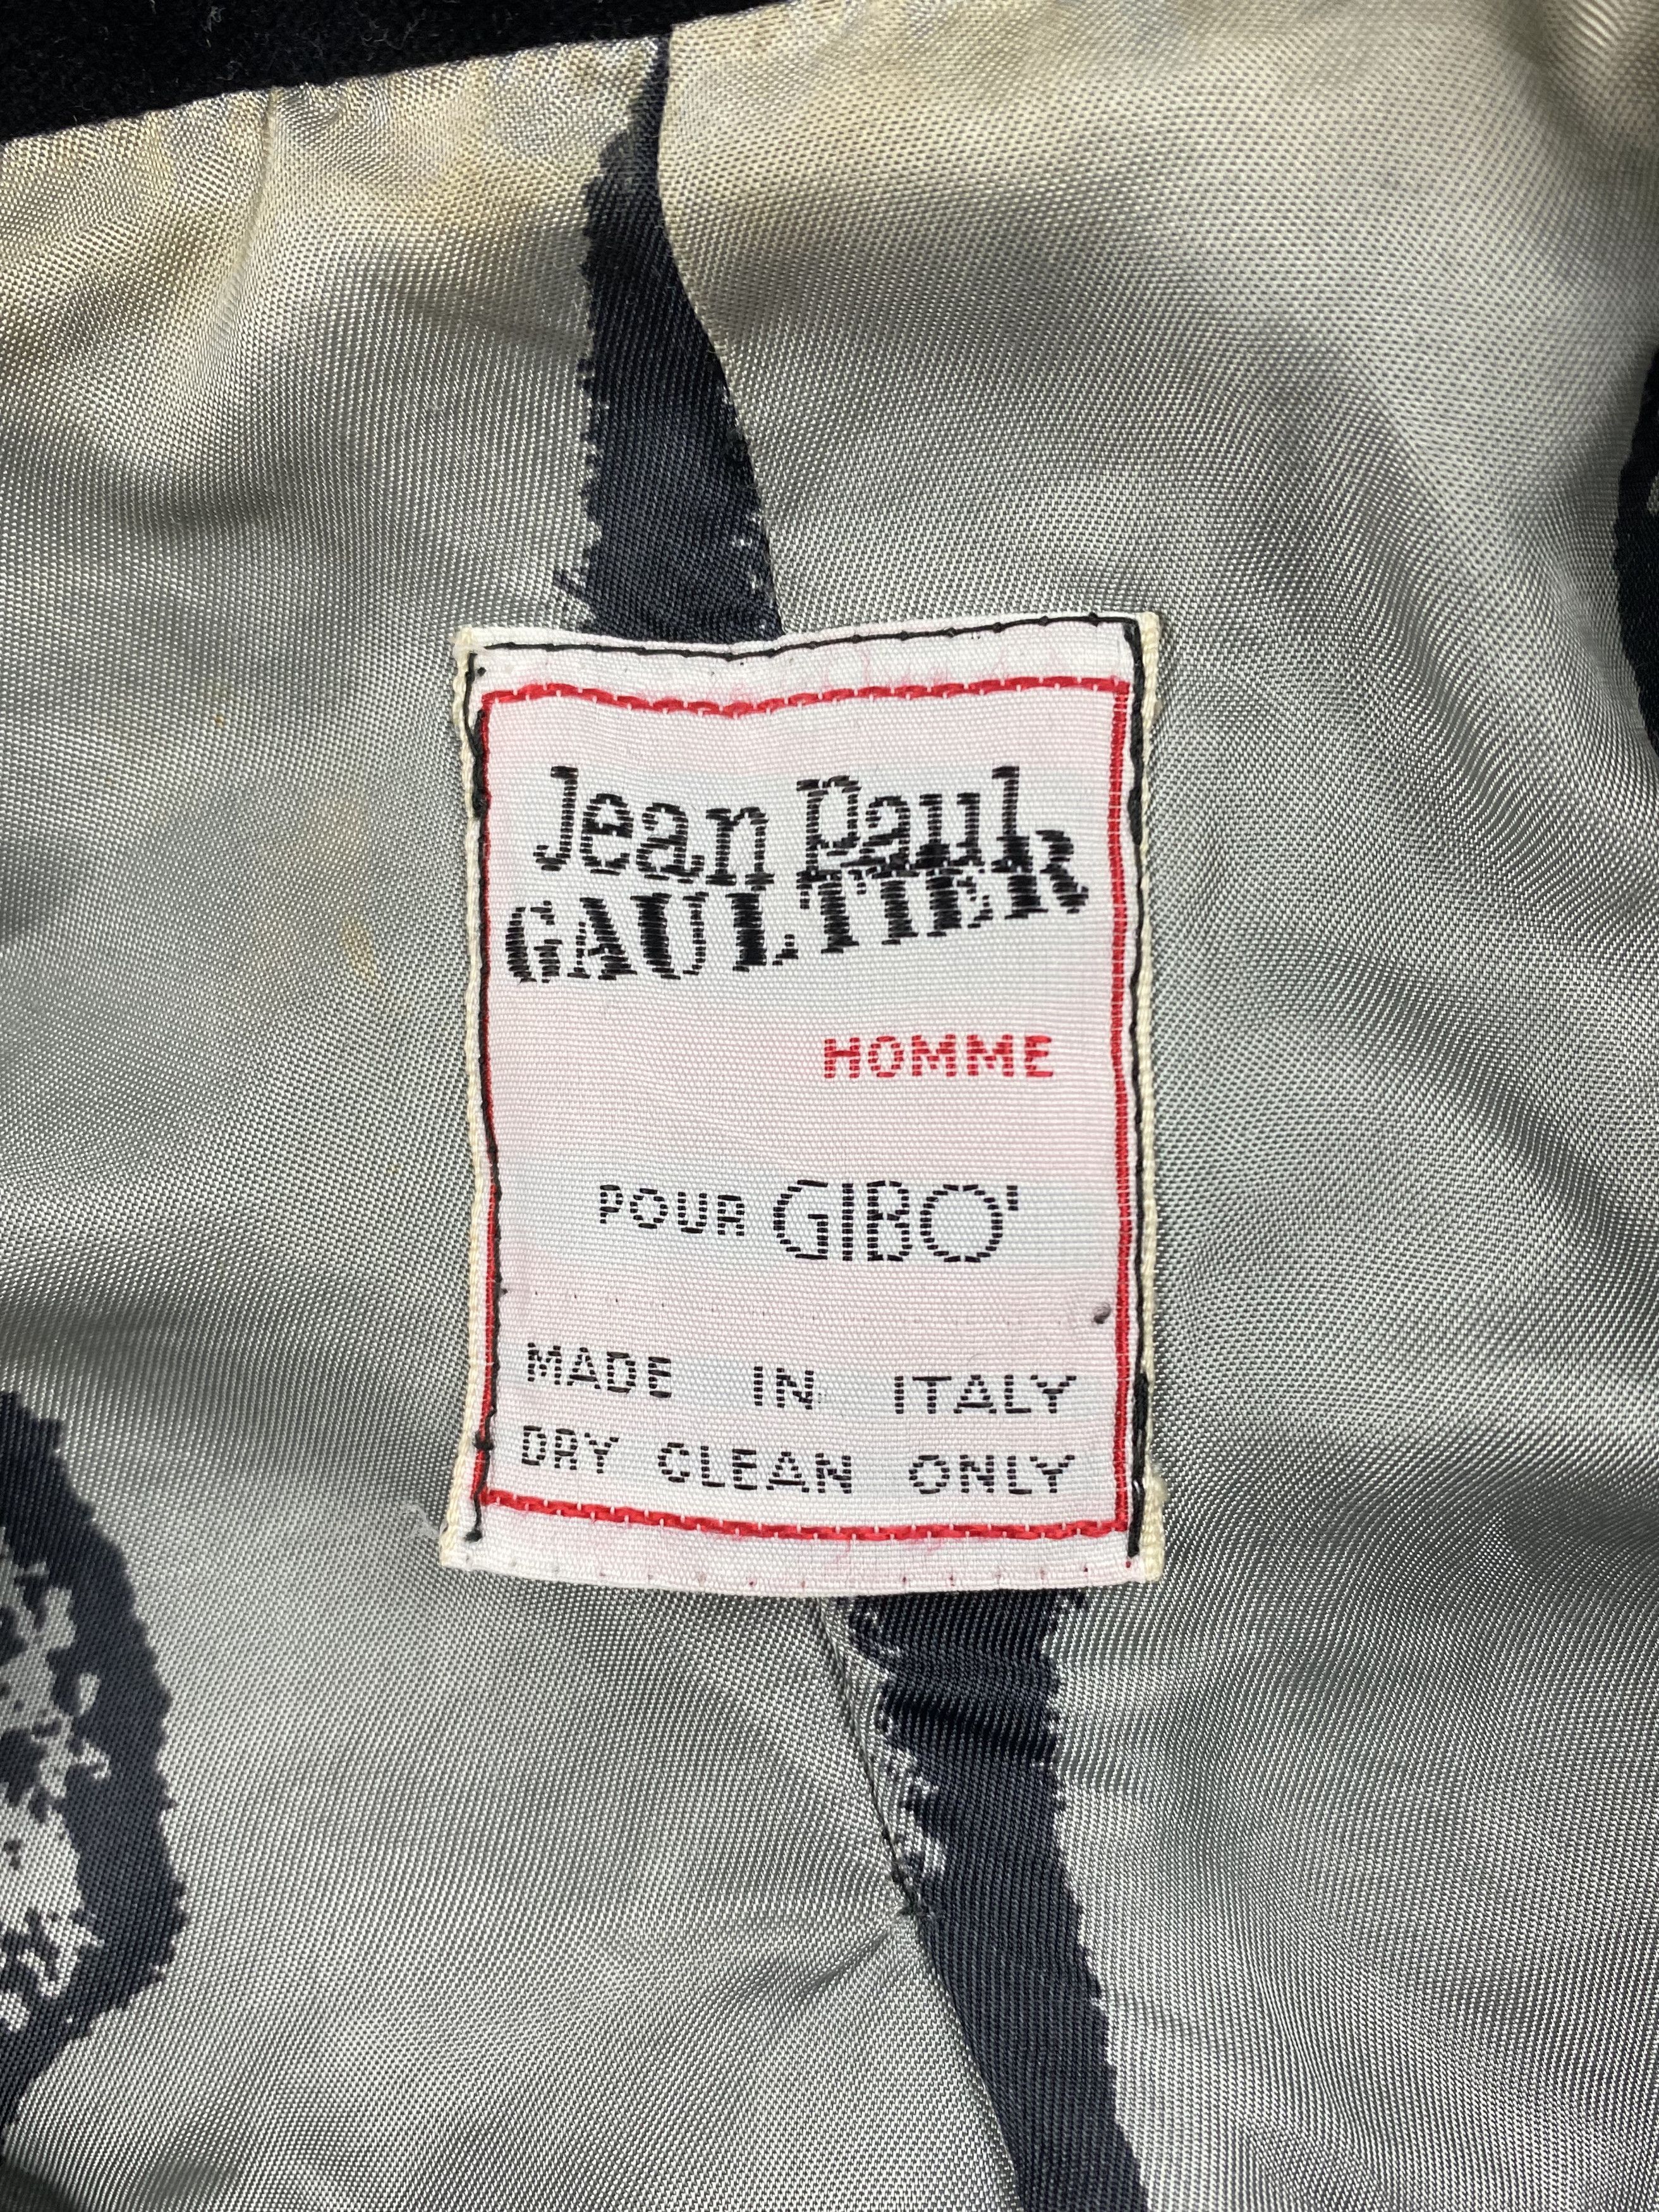 Jean Paul
GAULTIER
HOMME
POUR GIBO'
MADE IN ITALY
DRY CLEAN ONLY